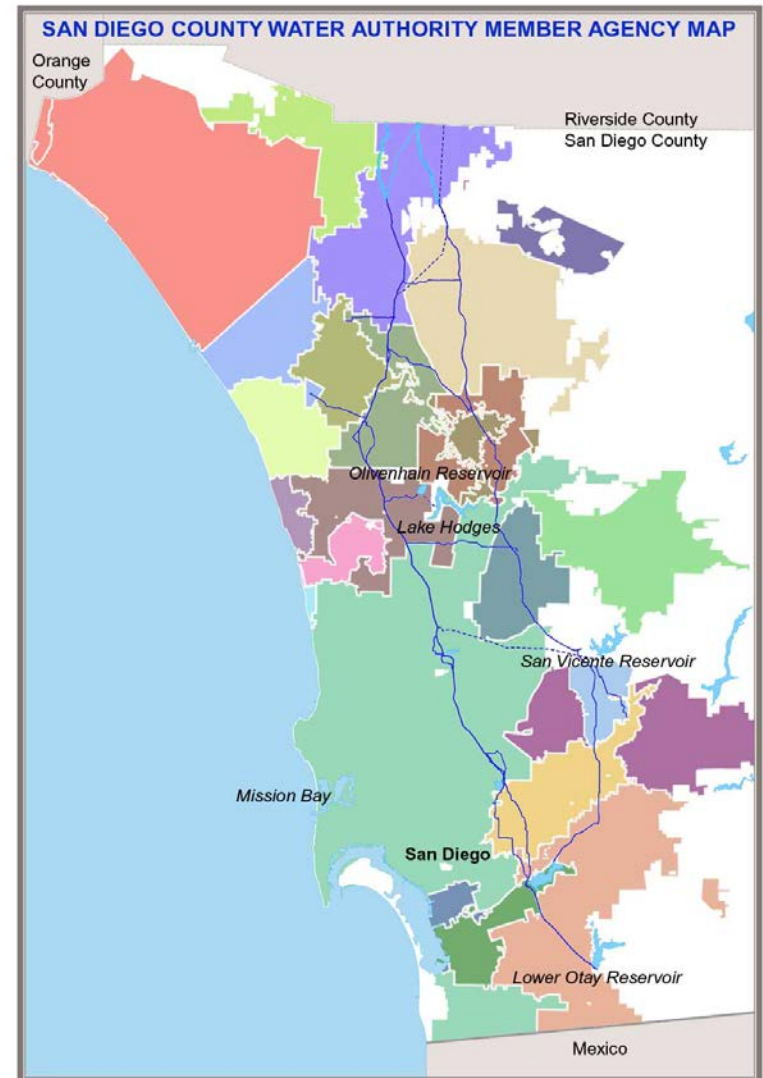 SAN DIEGO COUNTY WATER AUTHORITY MEMBER AGENCY MAP
Orange
County
Riverside County
San Diego County
Olivenhain Reservoir
Lake Hodges
San Vicente Reservoir
Mission Bay
San Diego
Lower Otay Reservoir
Mexico